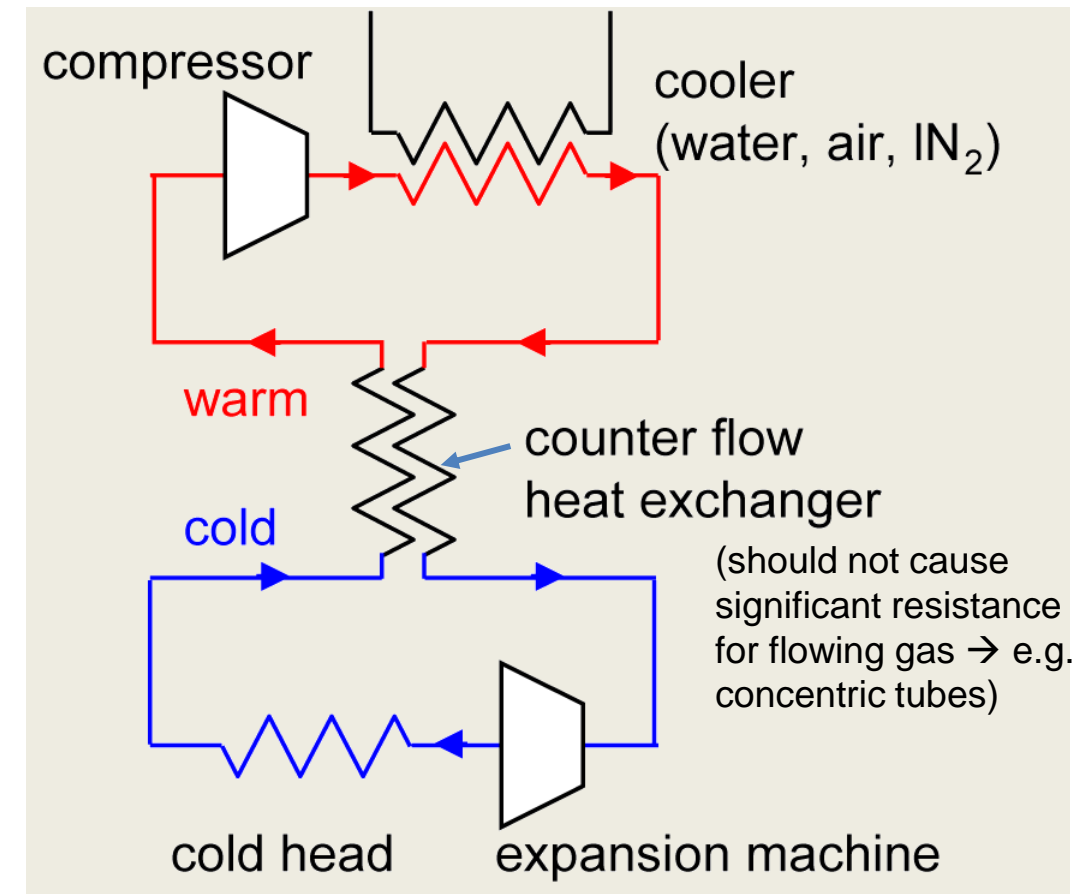 compressor
cooler
(water, air, lN₂)
warm
counter flow
heat exchanger
cold
(should not cause
significant resistance
for flowing gas → e.g.
concentric tubes)
cold head
expansion machine